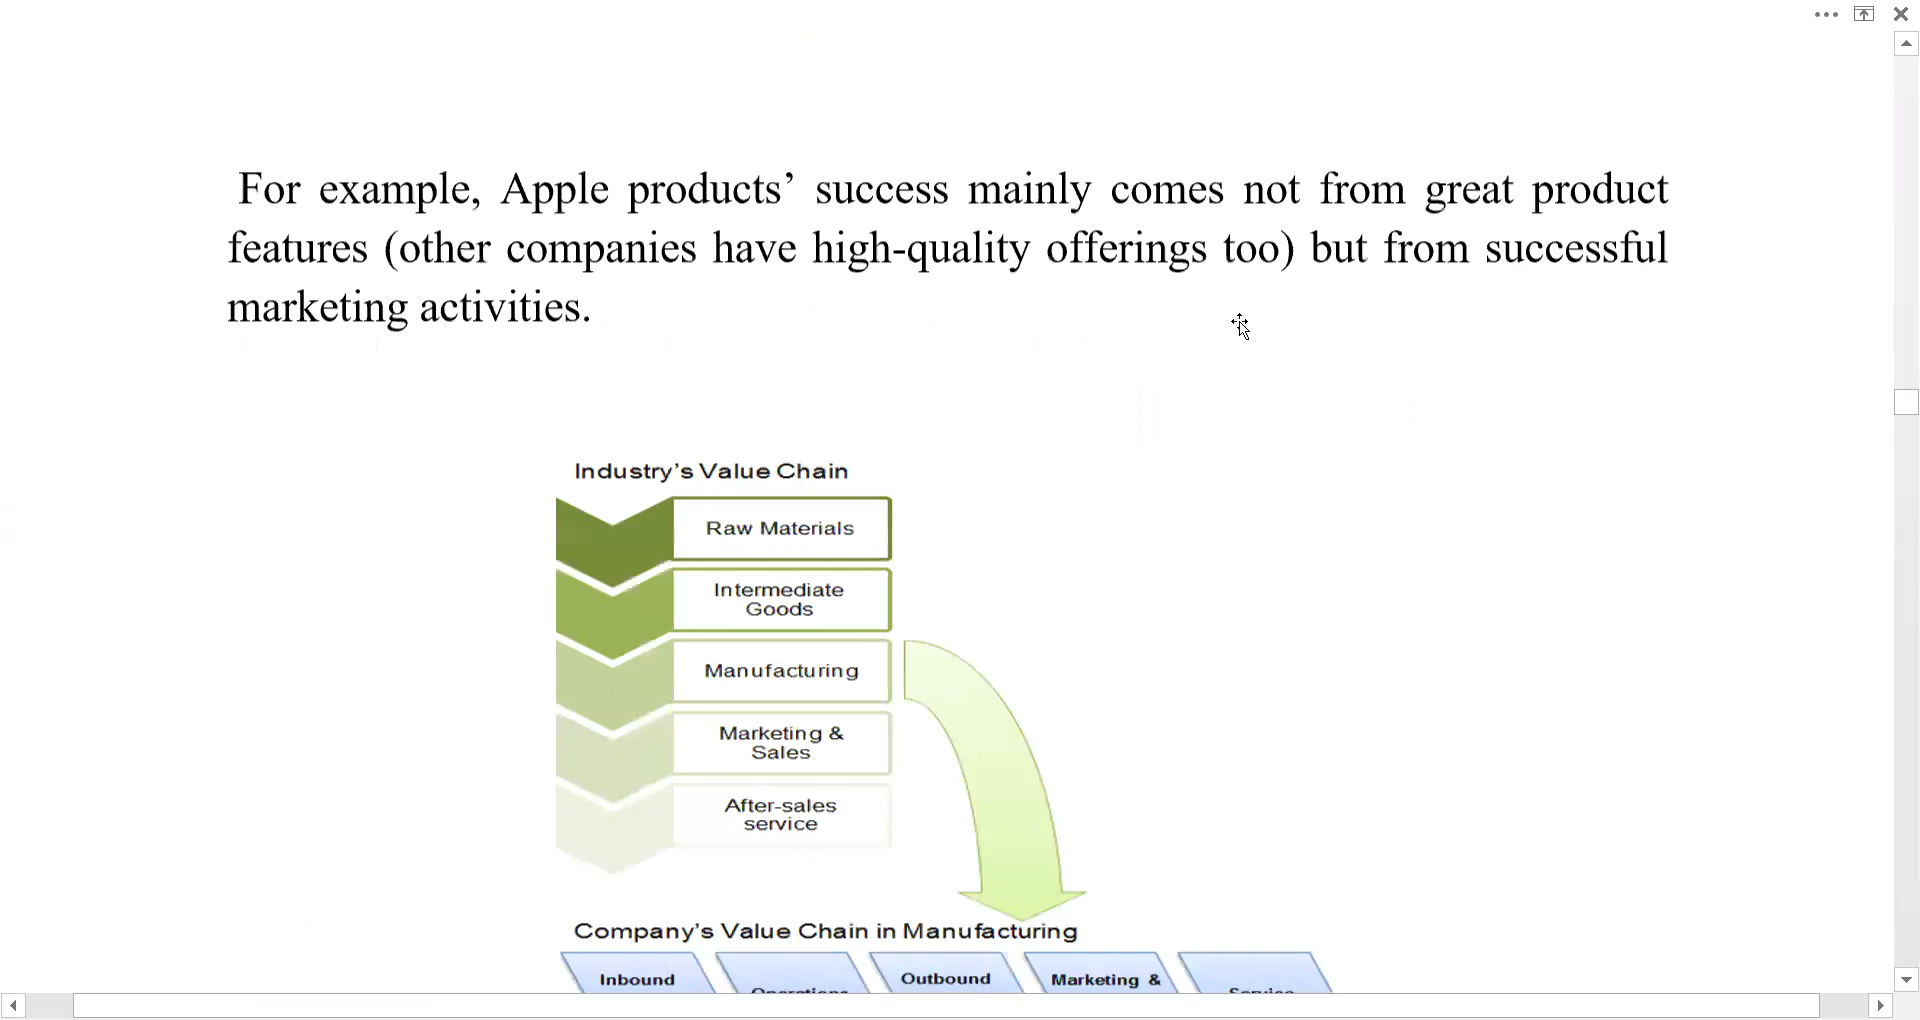 For example, Apple products’ success mainly comes not from great product
features (other companies have high-quality offerings too) but from successful
marketing activities.
Industry’s Value Chain
Raw Materials
Intermediate
Goods
Manufacturing
Marketing &
Sales
After-sales
service
Company’s Value Chain in Manufacturing
Inbound
Operations
Outbound
Marketing &
Service